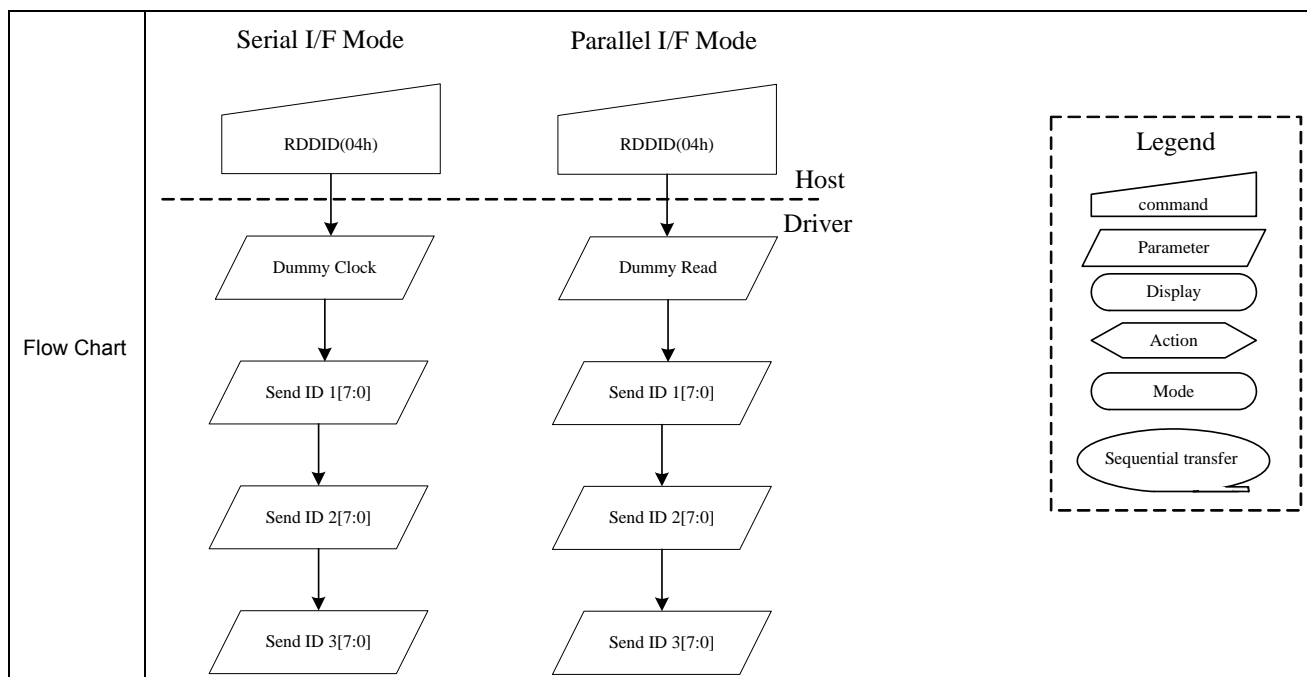 Flow Chart
Serial I/F Mode
RDDID(04h)
Dummy Clock
Send ID 1[7:0]
Send ID 2[7:0]
Send ID 3[7:0]
Parallel I/F Mode
RDDID(04h)
Host
Driver
Dummy Read
Send ID 1[7:0]
Send ID 2[7:0]
Send ID 3[7:0]
Legend
command
Parameter
Display
Action
Mode
Sequential transfer